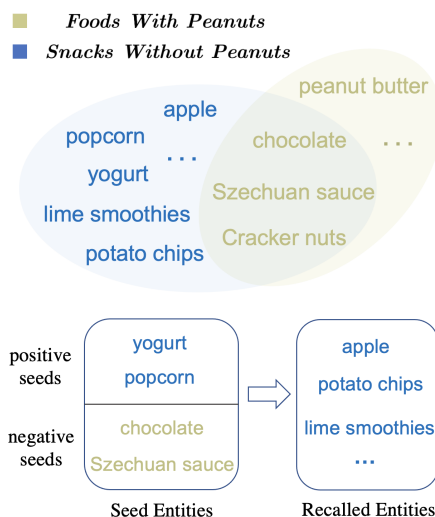 Foods With Peanuts
Snacks Without Peanuts
peanut butter
apple
popcorn
chocolate
...
...
yogurt
Szechuan sauce
lime smoothies
Cracker nuts
potato chips
positive
seeds
yogurt
popcorn
negative
seeds
chocolate
Szechuan sauce
apple
potato chips
lime smoothies
...
Seed Entities
Recalled Entities